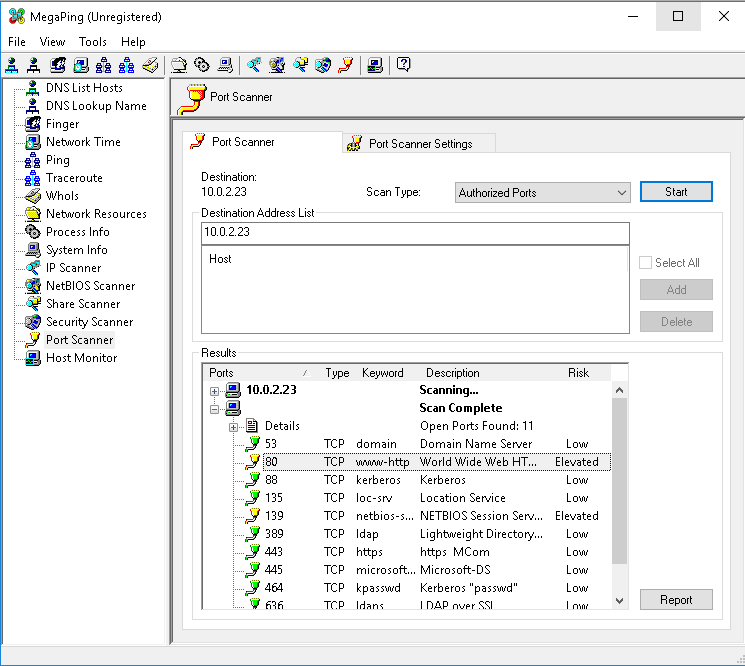 MegaPing (Unregistered)
File View Tools Help
DNS List Hosts
DNS Lookup Name
Finger
Network Time
Ping
Traceroute
WhoIs
Network Resources
Process Info
System Info
IP Scanner
NetBIOS Scanner
Share Scanner
Security Scanner
Port Scanner
Host Monitor
Port Scanner
Port Scanner
Port Scanner Settings
Destination:
10.0.2.23
Scan Type:
Authorized Ports
Start
Destination Address List
10.0.2.23
Host
Select All
Add
Delete
Results
Ports Type Keyword Description Risk
10.0.2.23 Scanning...
Scan Complete
Details Open Ports Found: 11
53 TCP domain Domain Name Server Low
80 TCP www-http World Wide Web HT... Elevated
88 TCP kerberos Kerberos Low
135 TCP loc-srv Location Service Low
139 TCP netbios-s... NETBIOS Session Serv... Elevated
389 TCP ldap Lightweight Directory... Low
443 TCP https https MCom Low
445 TCP microsoft... Microsoft-DS Low
464 TCP kpasswd Kerberos "passwd" Low
636 TCP ldaps LDAP over SSL Low
Report